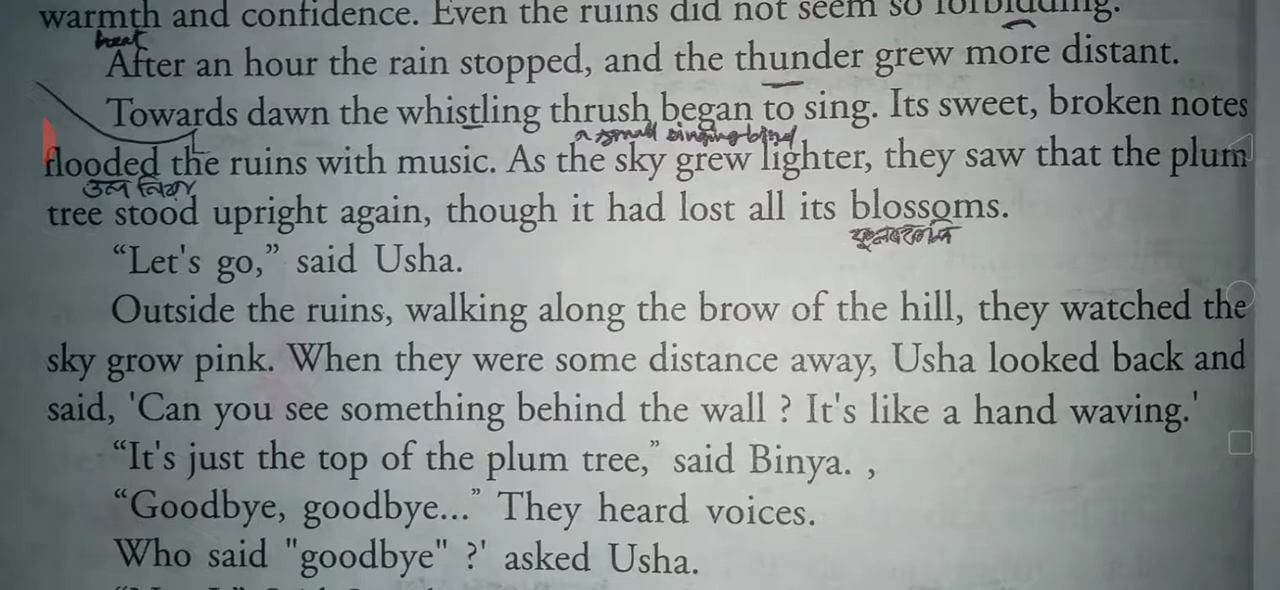 warmth and confidence. Even the ruins did not seem so forbidding.
heat
After an hour the rain stopped, and the thunder grew more distant.
Towards dawn the whistling thrush began to sing. Its sweet, broken notes
a small singing bird
flooded the ruins with music. As the sky grew lighter, they saw that the plum
tree stood upright again, though it had lost all its blossoms.
“Let's go,” said Usha.
Outside the ruins, walking along the brow of the hill, they watched the
sky grow pink. When they were some distance away, Usha looked back and
said, 'Can you see something behind the wall ? It's like a hand waving.'
“It's just the top of the plum tree,” said Binya. ,
“Goodbye, goodbye...” They heard voices.
Who said "goodbye" ?' asked Usha.